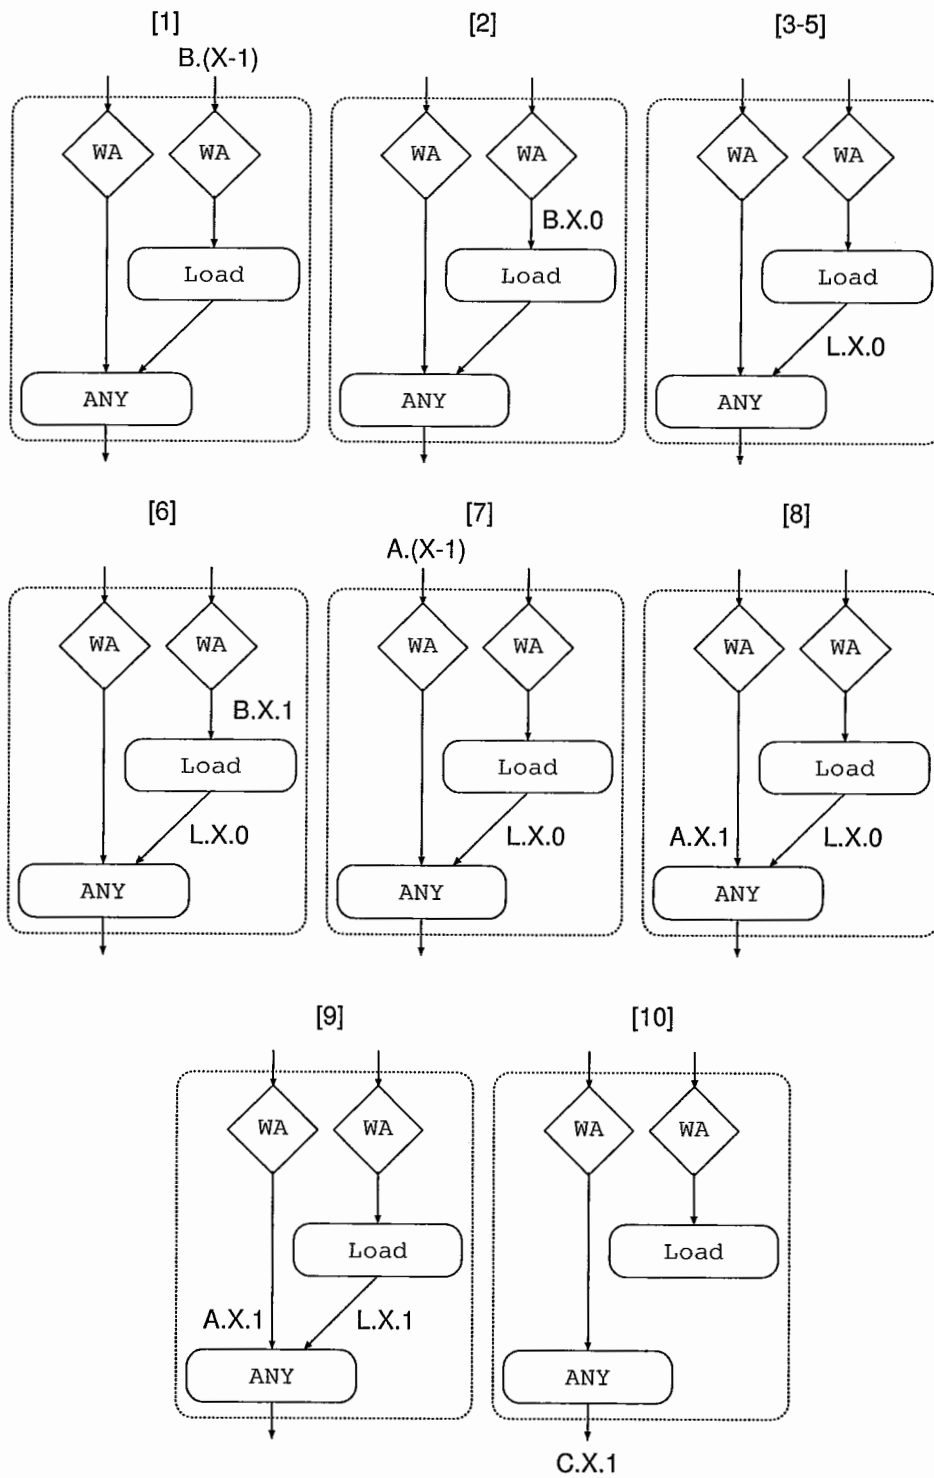 [1] [2] [3-5]
B.(X-1)
WA WA WA WA WA WA
B.X.0
Load Load Load
L.X.0
ANY ANY ANY
[6] [7] [8]
A.(X-1)
WA WA WA WA WA WA
B.X.1
Load Load Load
L.X.0 L.X.0 A.X.1 L.X.0
ANY ANY ANY
[9] [10]
WA WA WA WA
Load Load
A.X.1 L.X.1
ANY ANY
C.X.1